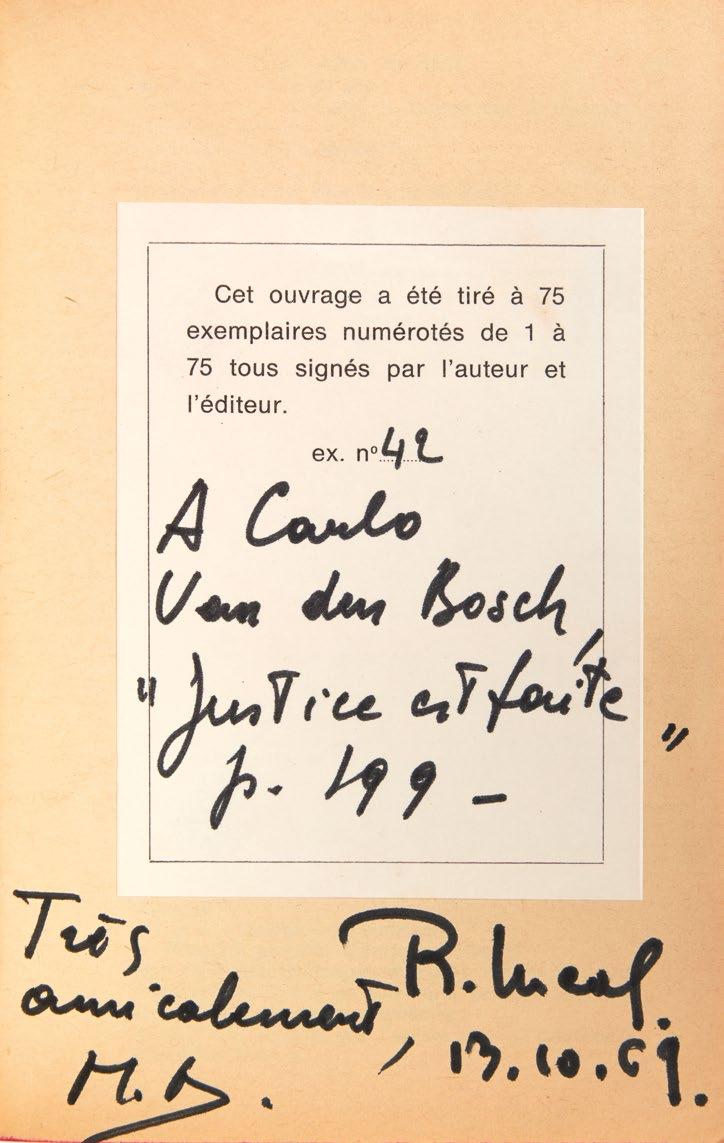 Cet ouvrage a été tiré à 75
exemplaires numérotés de 1 à
75 tous signés par l'auteur et
l'éditeur.
ex. nº 42
A Carlo
Van den Bosch,
"Justice est faite"
p. 199 -
Très
amicalement,
R.
13.10.69.
M.B.